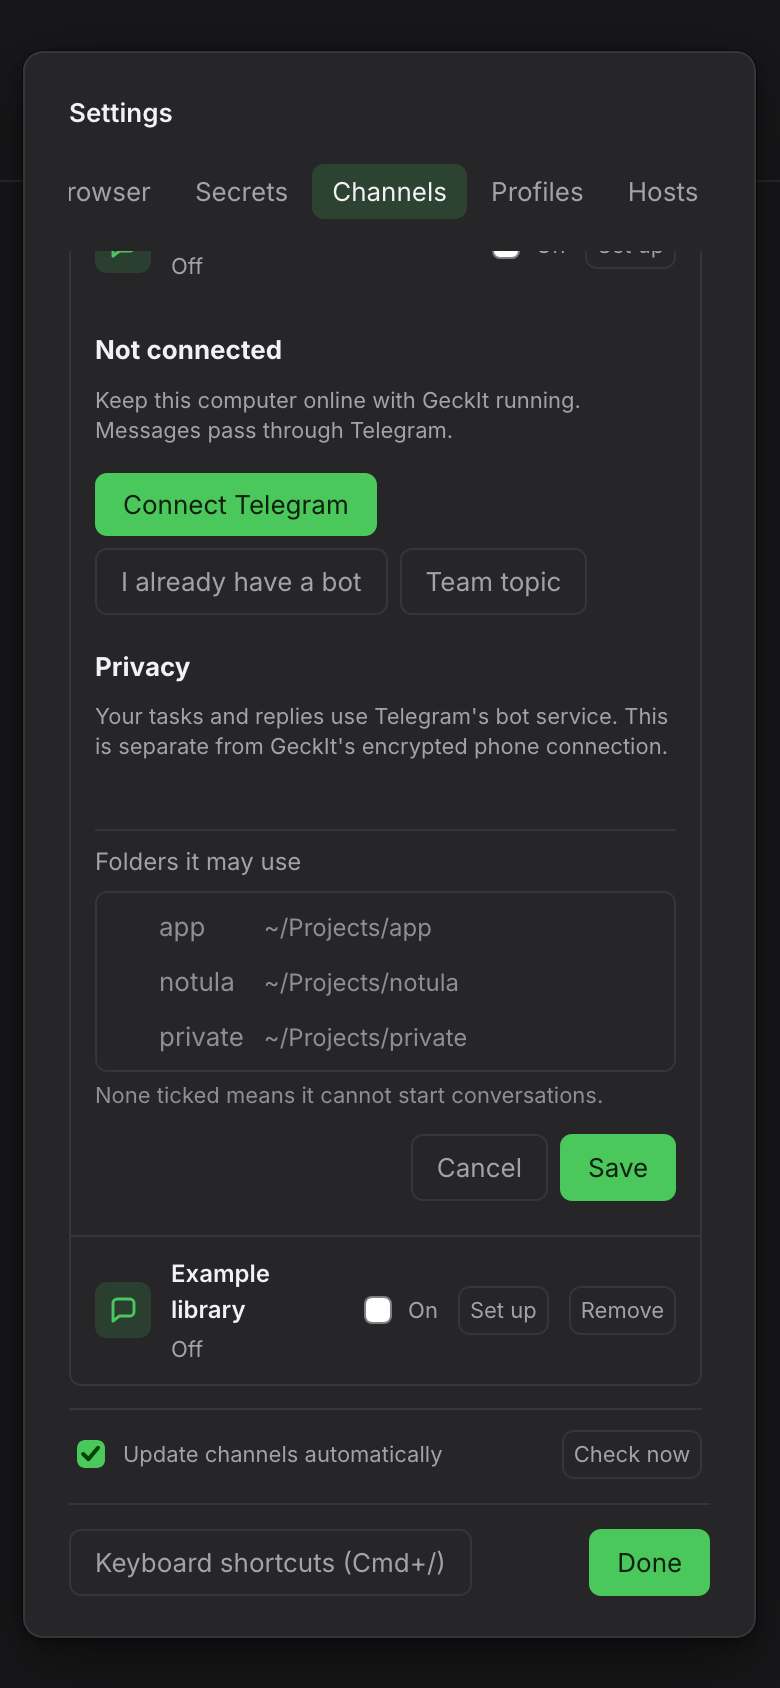 Settings
rowser Secrets Channels Profiles Hosts
On Set up
Off
Not connected
Keep this computer online with GeckIt running.
Messages pass through Telegram.
Connect Telegram
I already have a bot Team topic
Privacy
Your tasks and replies use Telegram's bot service. This
is separate from GeckIt's encrypted phone connection.
Folders it may use
app ~/Projects/app
notula ~/Projects/notula
private ~/Projects/private
None ticked means it cannot start conversations.
Cancel Save
Example
library
On Set up Remove
Off
Update channels automatically Check now
Keyboard shortcuts (Cmd+/) Done